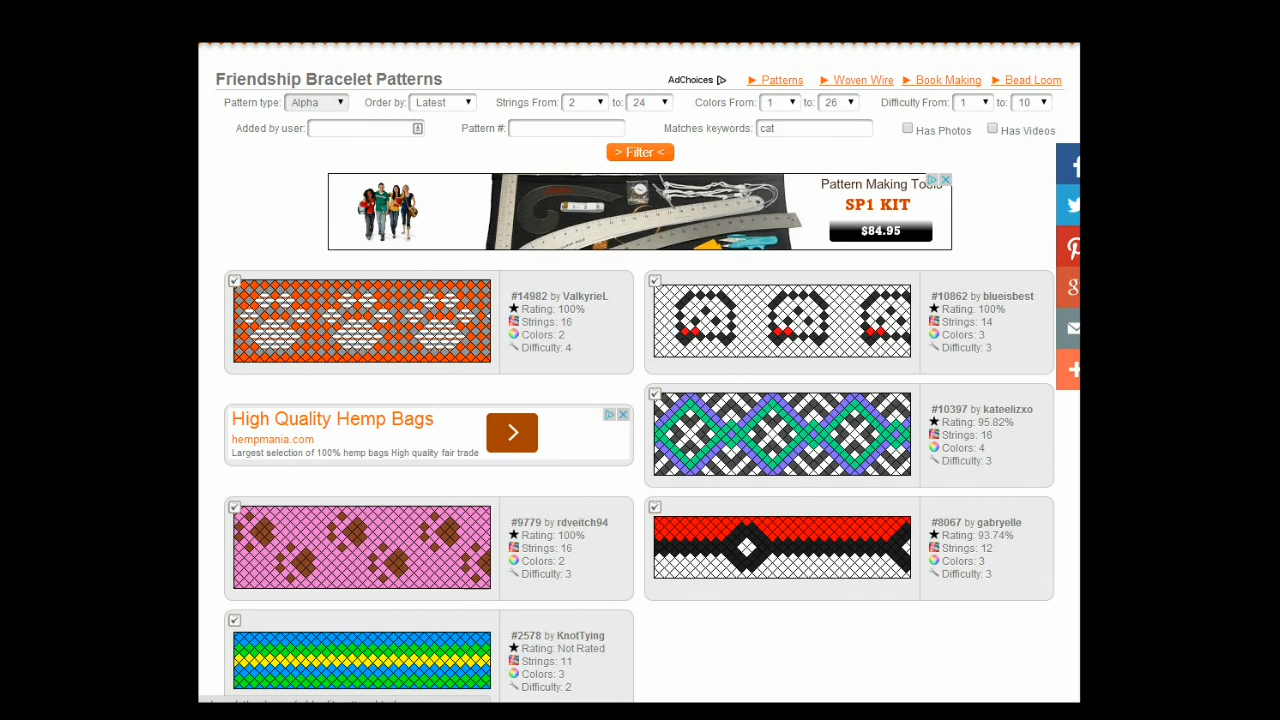 Friendship Bracelet Patterns
AdChoices
► Patterns
► Woven Wire
► Book Making
► Bead Loom
Pattern type: Alpha Order by: Latest Strings From: 2 to: 24 Colors From: 1 to: 26 Difficulty From: 1 to: 10
Added by user: Pattern #: Matches keywords: cat Has Photos Has Videos
> Filter <
Pattern Making Tools
SP1 KIT
$84.95
#14982 by ValkyrieL
Rating: 100%
Strings: 16
Colors: 2
Difficulty: 4
#10862 by blueisbest
Rating: 100%
Strings: 14
Colors: 3
Difficulty: 3
High Quality Hemp Bags
hempmania.com
Largest selection of 100% hemp bags High quality fair trade
#10397 by kateelizxo
Rating: 95.82%
Strings: 16
Colors: 4
Difficulty: 3
#9779 by rdveitch94
Rating: 100%
Strings: 16
Colors: 2
Difficulty: 3
#8067 by gabryelle
Rating: 93.74%
Strings: 12
Colors: 3
Difficulty: 3
#2578 by KnotTying
Rating: Not Rated
Strings: 11
Colors: 3
Difficulty: 2